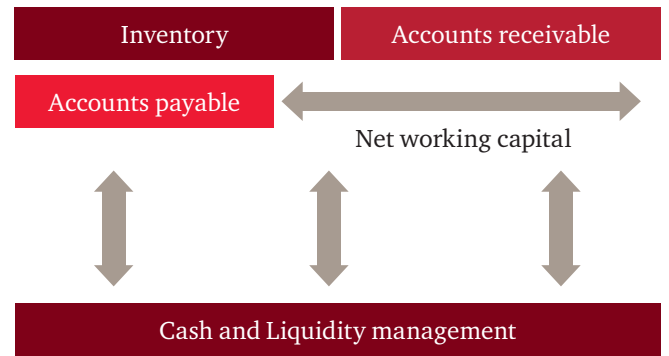 Inventory
Accounts receivable
Accounts payable
Net working capital
Cash and Liquidity management